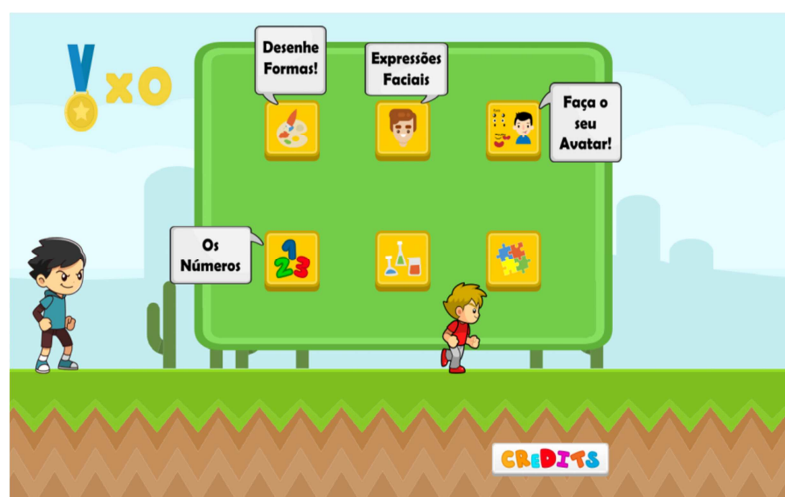 x0
Desenhe
Formas!
Expressões
Faciais
Faça o
seu
Avatar!
Os
Números
123
CREDITS